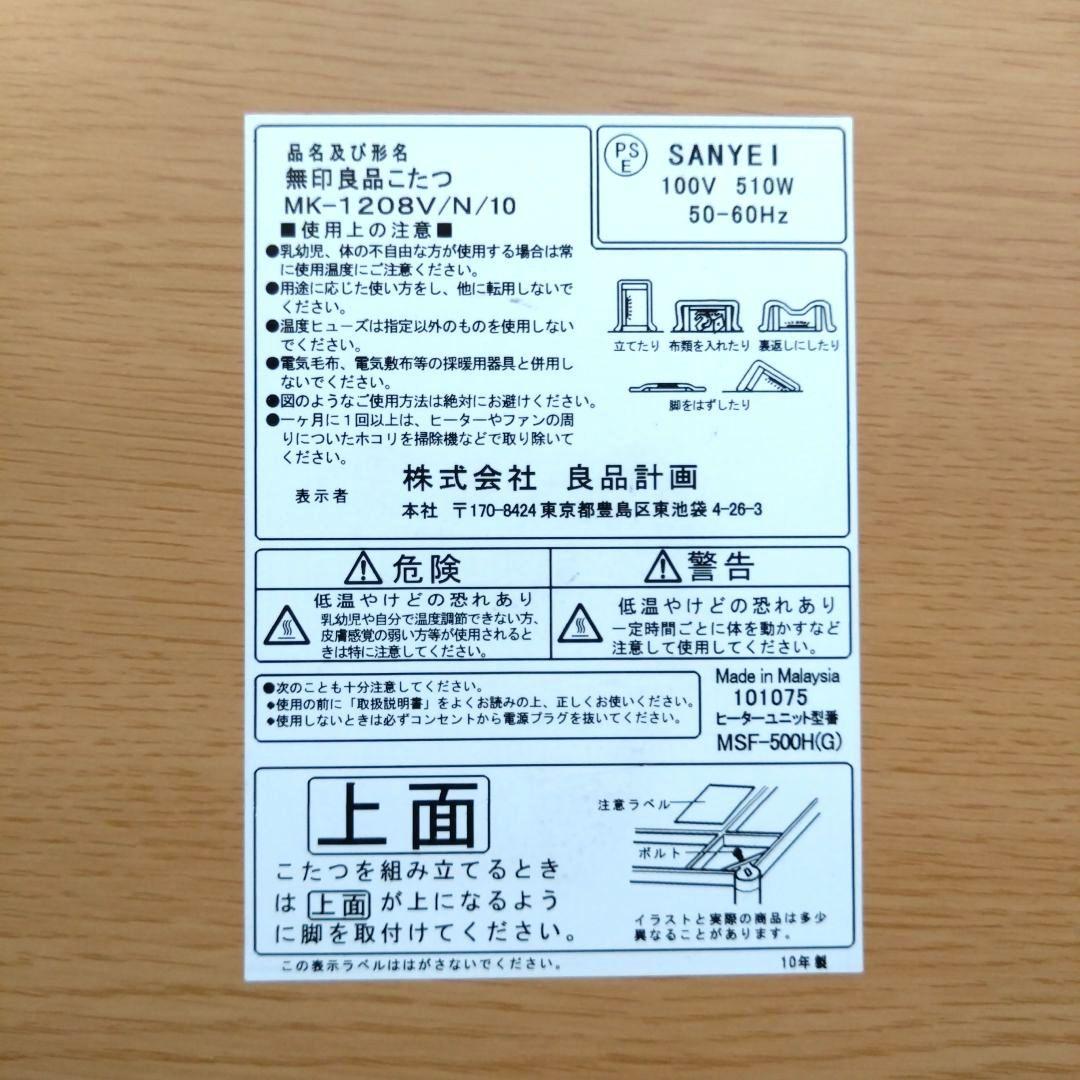 品名及び形名
無印良品こたつ
MK-1208V/N/10
■使用上の注意■
●乳幼児、体の不自由な方が使用する場合は常
に使用温度にご注意ください。
●用途に応じた使い方をし、他に転用しないで
ください。
●温度ヒューズは指定以外のものを使用しない
でください。
●電気毛布、電気敷布等の採暖用器具と併用し
ないでください。
●図のようなご使用方法は絶対にお避けください。
●一ヶ月に1回以上は、ヒーターやファンの周
りについたホコリを掃除機などで取り除いて
ください。
PS
E
SANYEI
100V 510W
50-60Hz
立てたり 布類を入れたり 裏返しにしたり
脚をはずしたり
表示者
株式会社 良品計画
本社 〒170-8424 東京都豊島区東池袋 4-26-3
危険
低温やけどの恐れあり
乳幼児や自分で温度調節できない方、
皮膚感覚の弱い方等が使用されると
きは特に注意してください。
警告
低温やけどの恐れあり
一定時間ごとに体を動かすなど
注意して使用してください。
●次のことも十分注意してください。
◆使用の前に「取扱説明書」をよくお読みの上、正しくお使いください。
◆使用しないときは必ずコンセントから電源プラグを抜いてください。
Made in Malaysia
101075
ヒーターユニット型番
MSF-500H(G)
上面
こたつを組み立てるとき
は 上面 が上になるよう
に脚を取付けてください。
注意ラベル
ボルト
イラストと実際の商品は多少
異なることがあります。
この表示ラベルははがさないでください。
10年製